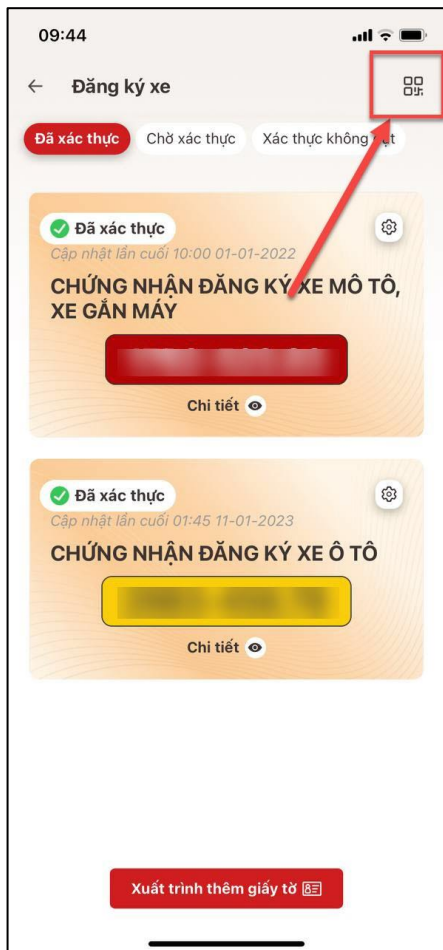 09:44
Đăng ký xe
Đã xác thực Chờ xác thực Xác thực không
Đã xác thực
Cập nhật lần cuối 10:00 01-01-2022
CHỨNG NHẬN ĐĂNG KÝ XE MÔ TÔ,
XE GẮN MÁY
Chi tiết
Đã xác thực
Cập nhật lần cuối 01:45 11-01-2023
CHỨNG NHẬN ĐĂNG KÝ XE Ô TÔ
Chi tiết
Xuất trình thêm giấy tờ